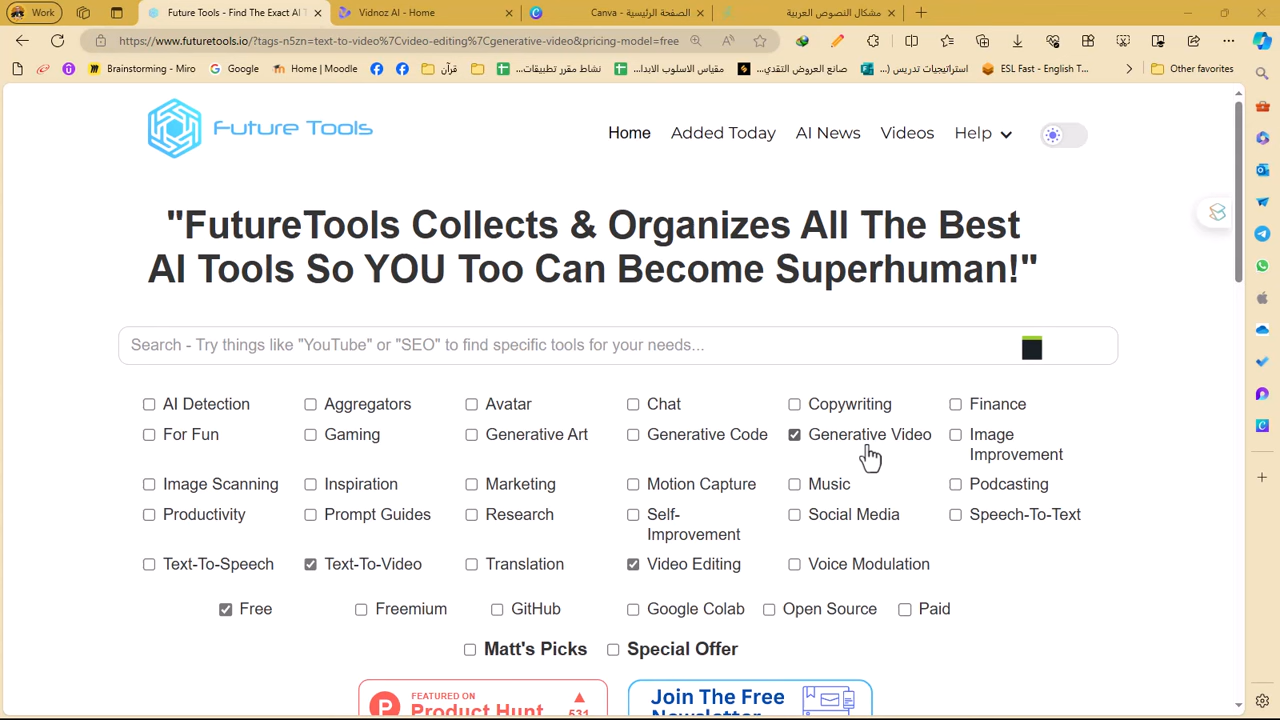 Work
Future Tools - Find The Exact AI T
Vidnoz AI - Home
الصفحة الرئيسية - Canva
مشكال النصوص العربية
https://www.futuretools.io/?tags-n5zn=text-to-video%7Cvideo-editing%7Cgenerative-video&pricing-model=free
Brainstorming - Miro
Google
Home | Moodle
قرآن
نشاط مقرر تطبيقات...
مقياس الاسلوب الابدا...
صانع العروض التقدي...
استراتيجيات تدريس (...
ESL Fast - English T...
Other favorites
Future Tools
Home
Added Today
AI News
Videos
Help
"FutureTools Collects & Organizes All The Best
AI Tools So YOU Too Can Become Superhuman!"
Search - Try things like "YouTube" or "SEO" to find specific tools for your needs...
AI Detection
Aggregators
Avatar
Chat
Copywriting
Finance
For Fun
Gaming
Generative Art
Generative Code
Generative Video
Image
Improvement
Image Scanning
Inspiration
Marketing
Motion Capture
Music
Podcasting
Productivity
Prompt Guides
Research
Self-
Improvement
Social Media
Speech-To-Text
Text-To-Speech
Text-To-Video
Translation
Video Editing
Voice Modulation
Free
Freemium
GitHub
Google Colab
Open Source
Paid
Matt's Picks
Special Offer
FEATURED ON
Product Hunt
531
Join The Free
Newsletter